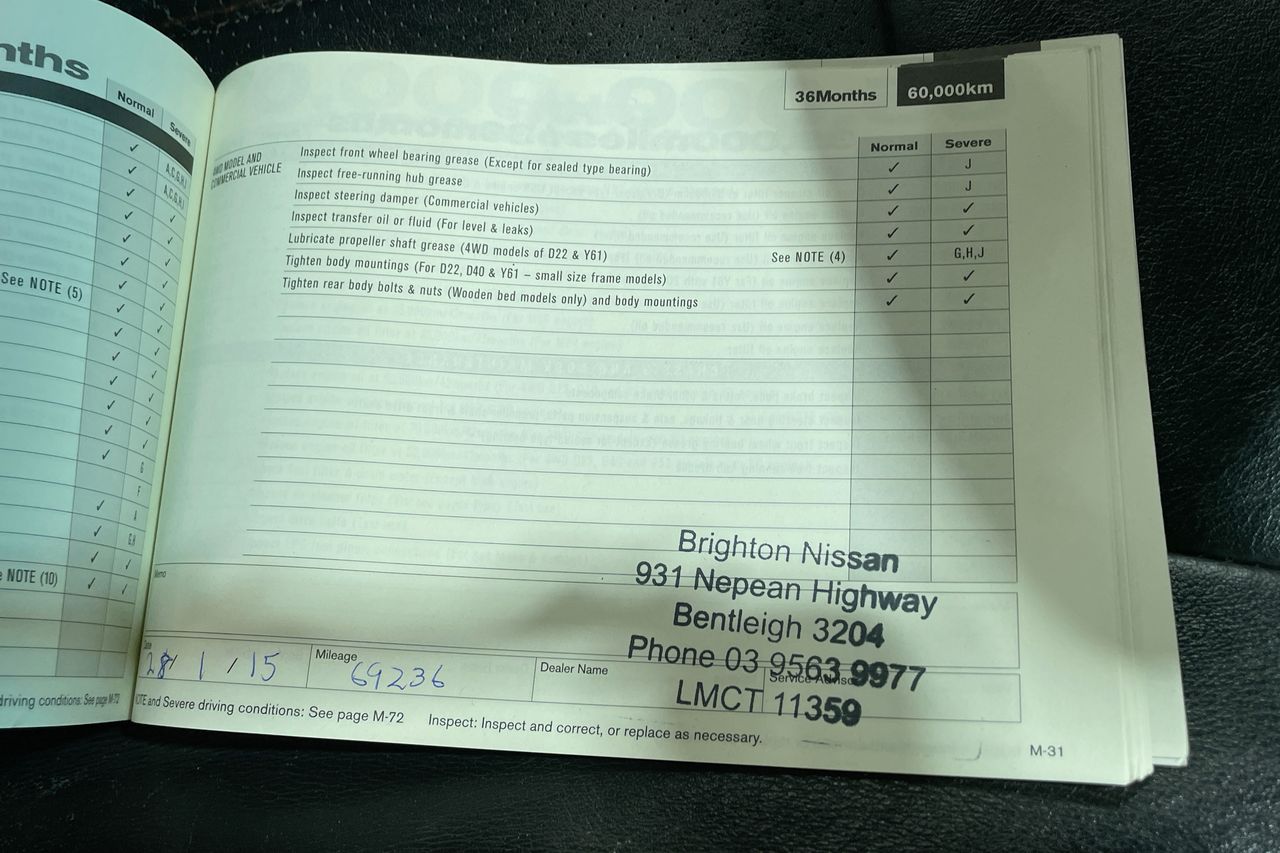 nths
Normal
Severe
✓ A,C,G,H,I
✓ A,C,G,H,I
✓ ✓
✓ ✓
✓ ✓
✓ ✓
See NOTE (5) ✓ ✓
✓ ✓
✓ ✓
✓ ✓
✓ ✓
✓ ✓
✓ G
F
✓
✓ G,H
✓ ✓
NOTE (10) ✓ ✓
driving conditions: See page M-72
36Months 60,000km
Normal Severe
4WD MODEL AND
COMMERCIAL VEHICLE
Inspect front wheel bearing grease (Except for sealed type bearing) ✓ J
Inspect free-running hub grease ✓ J
Inspect steering damper (Commercial vehicles) ✓ ✓
Inspect transfer oil or fluid (For level & leaks) ✓ ✓
Lubricate propeller shaft grease (4WD models of D22 & Y61) See NOTE (4) ✓ G,H,J
Tighten body mountings (For D22, D40 & Y61 – small size frame models) ✓ ✓
Tighten rear body bolts & nuts (Wooden bed models only) and body mountings ✓ ✓
Memo
Brighton Nissan
931 Nepean Highway
Bentleigh 3204
Phone 03 9563 9977
LMCT 11359
Date 28/1/15 Mileage 69236 Dealer Name Service Advisor
NOTE and Severe driving conditions: See page M-72 Inspect: Inspect and correct, or replace as necessary.
M-31